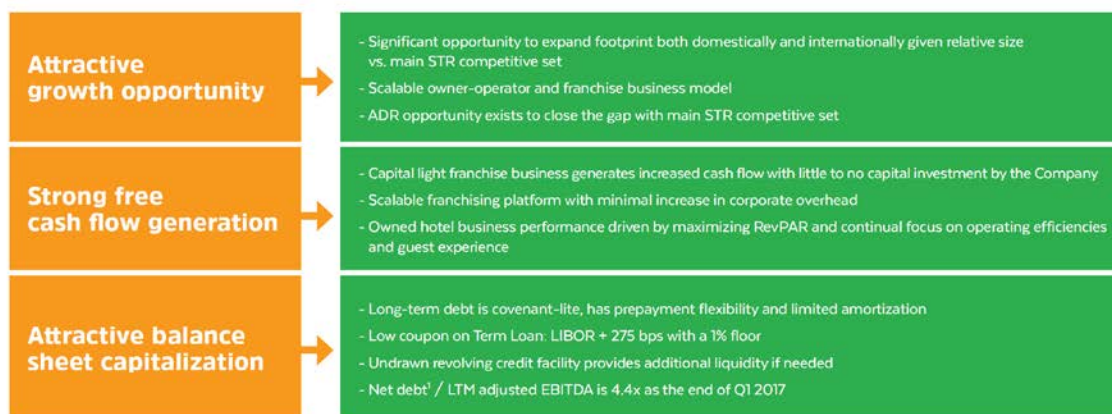 Attractive
growth opportunity
- Significant opportunity to expand footprint both domestically and internationally given relative size
vs. main STR competitive set
- Scalable owner-operator and franchise business model
- ADR opportunity exists to close the gap with main STR competitive set
Strong free
cash flow generation
- Capital light franchise business generates increased cash flow with little to no capital investment by the Company
- Scalable franchising platform with minimal increase in corporate overhead
- Owned hotel business performance driven by maximizing RevPAR and continual focus on operating efficiencies
and guest experience
Attractive balance
sheet capitalization
- Long-term debt is covenant-lite, has prepayment flexibility and limited amortization
- Low coupon on Term Loan: LIBOR + 275 bps with a 1% floor
- Undrawn revolving credit facility provides additional liquidity if needed
- Net debt¹ / LTM adjusted EBITDA is 4.4x as the end of Q1 2017